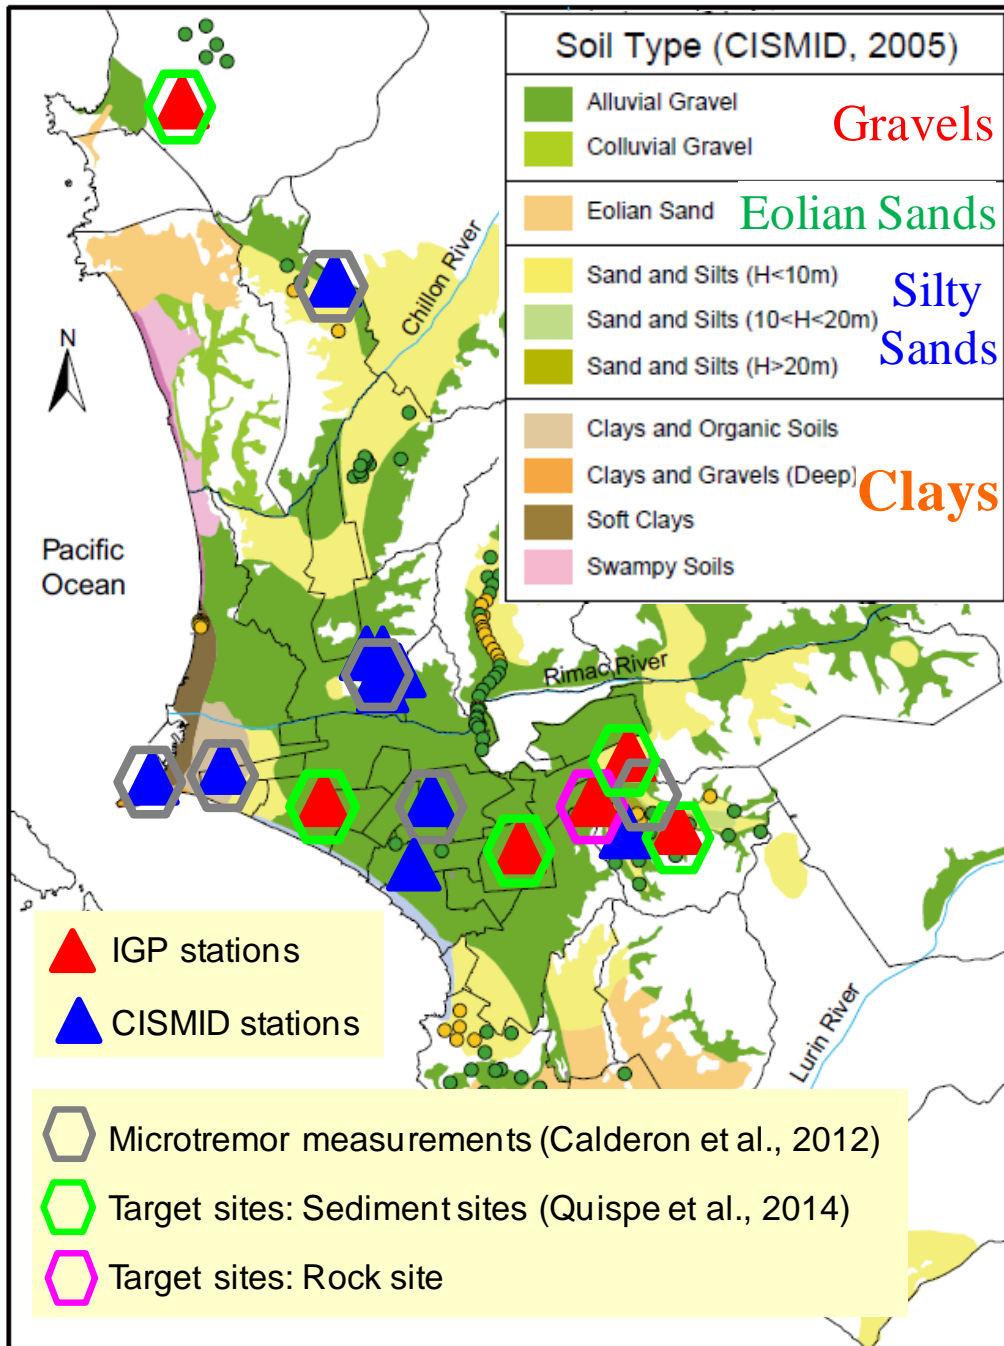 Soil Type (CISMID, 2005)
Alluvial Gravel
Colluvial Gravel
Gravels
Eolian Sand
Eolian Sands
Sand and Silts (H<10m)
Sand and Silts (10<H<20m)
Sand and Silts (H>20m)
Silty
Sands
Clays and Organic Soils
Clays and Gravels (Deep)
Soft Clays
Swampy Soils
Clays
Chillon River
N
Pacific
Ocean
Rimac River
Lurin River
IGP stations
CISMID stations
Microtremor measurements (Calderon et al., 2012)
Target sites: Sediment sites (Quispe et al., 2014)
Target sites: Rock site